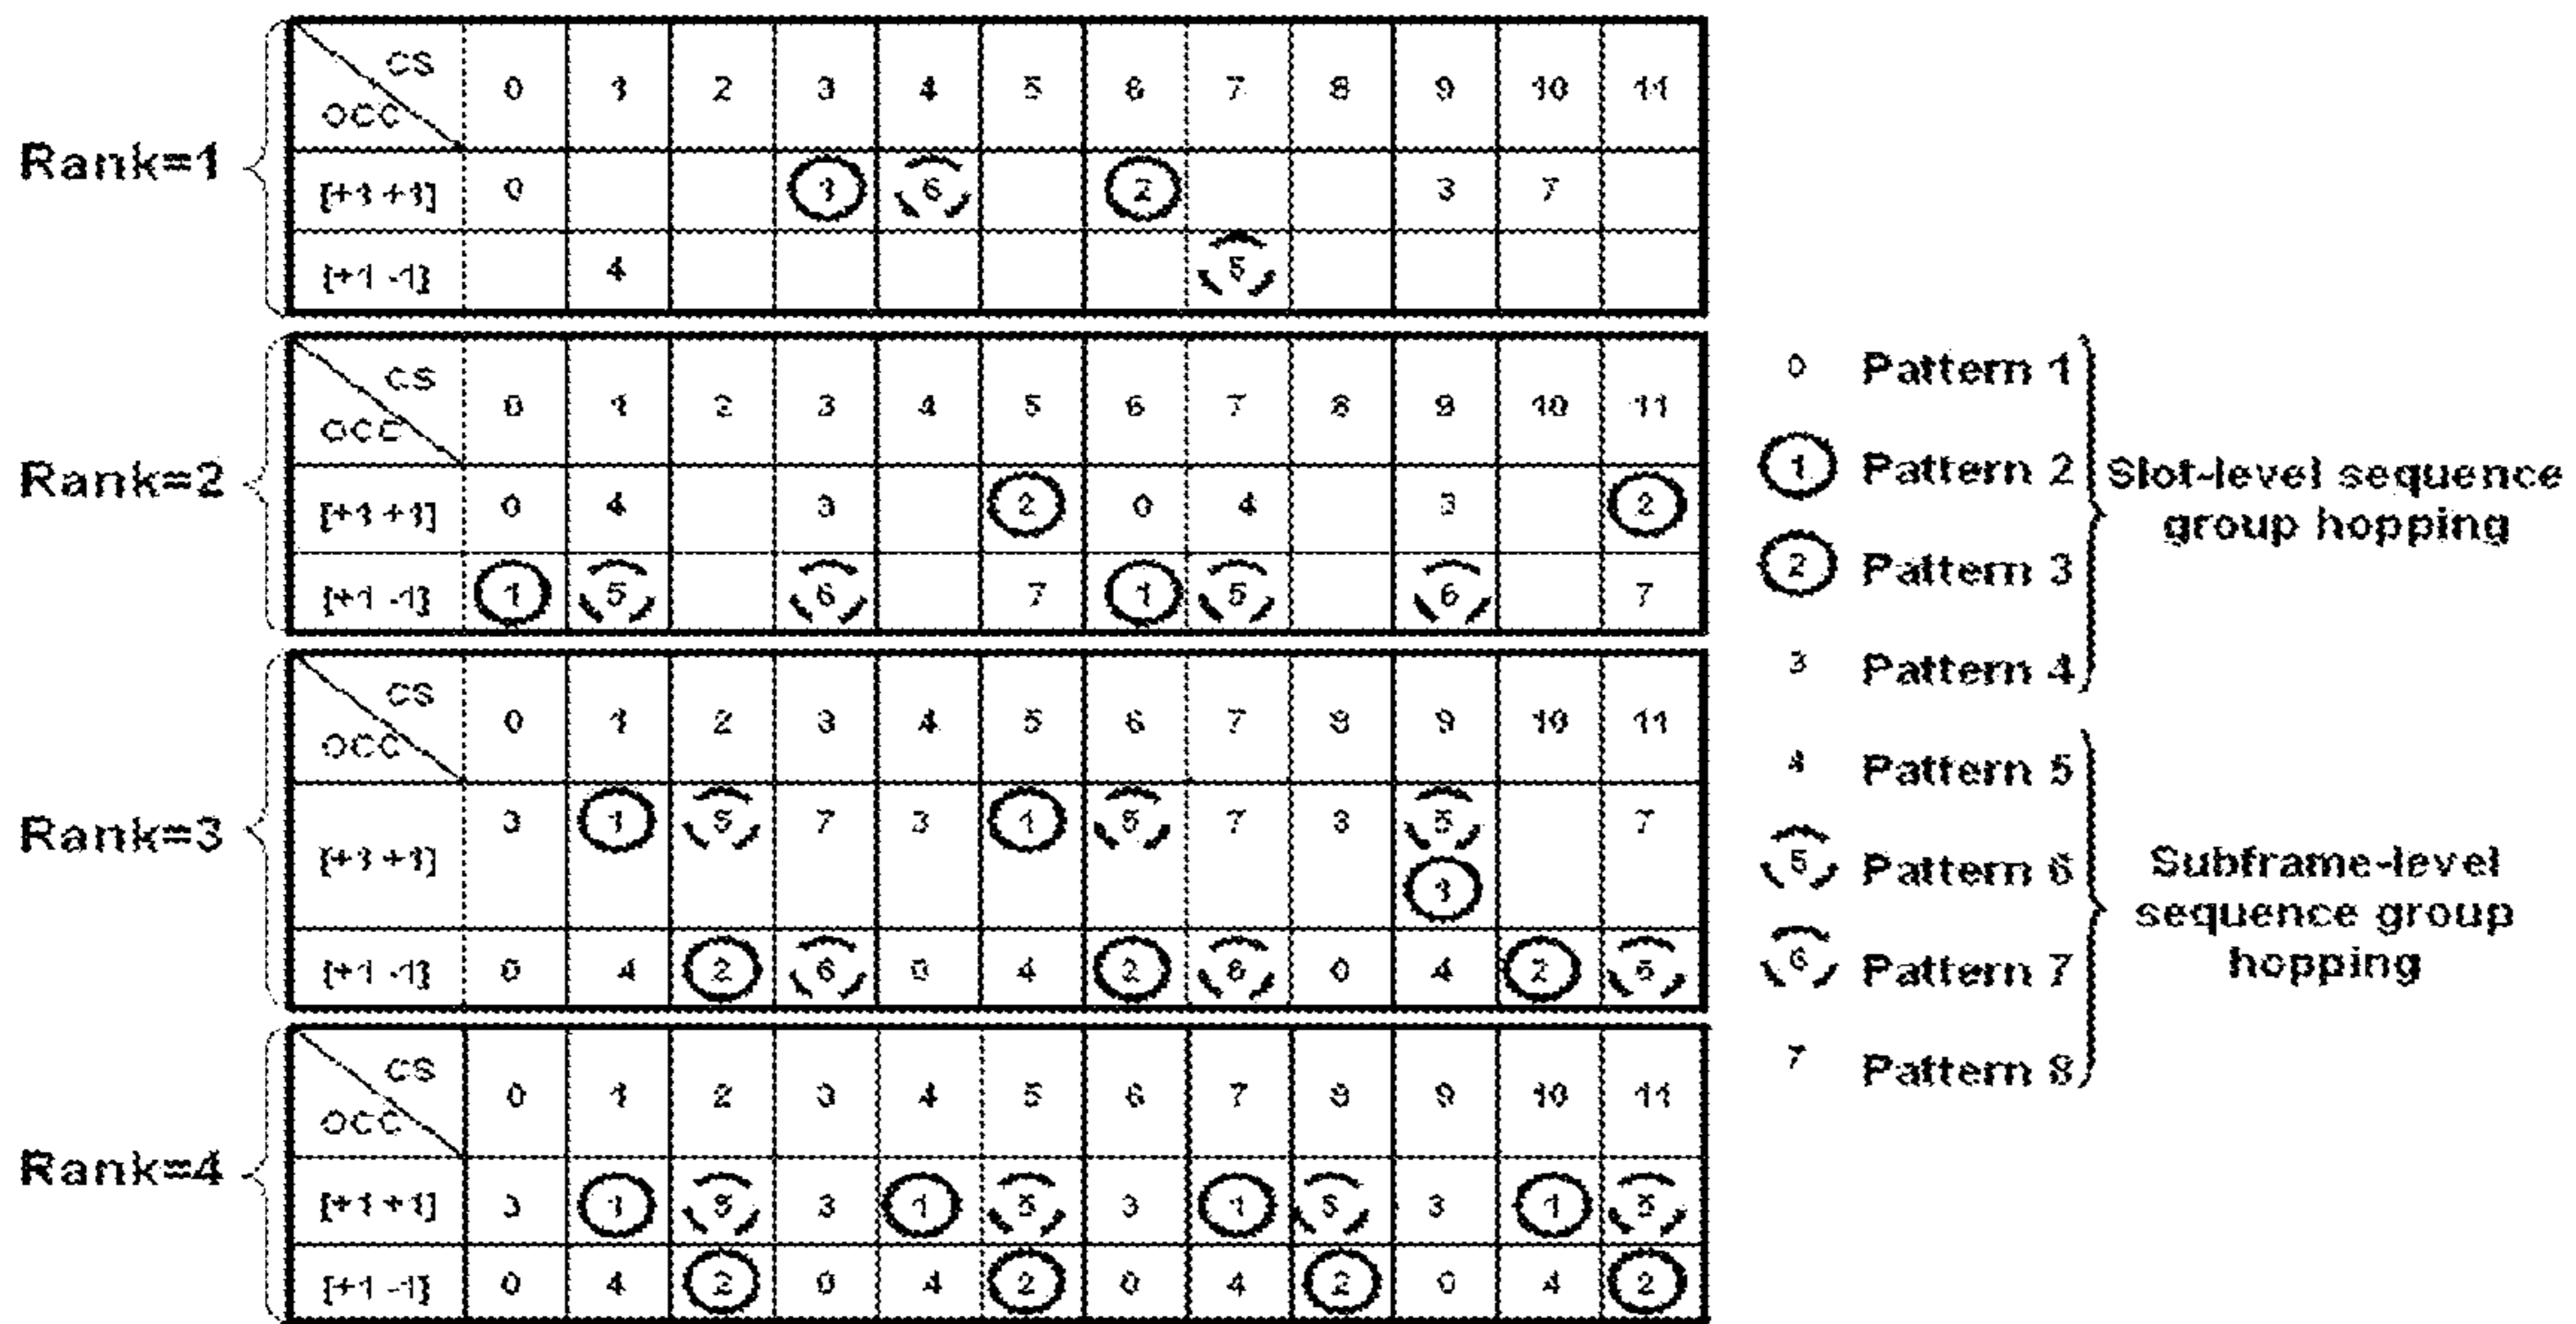 CS
OCC 0 1 2 3 4 5 6 7 8 9 10 11
Rank=1
[+1 +1] 0 1 6 2 3 7
[+1 -1] 4 5
CS
OCC 0 1 2 3 4 5 6 7 8 9 10 11
Rank=2
[+1 +1] 0 4 3 2 0 4 3 2
[+1 -1] 1 5 6 7 1 5 6 7
CS
OCC 0 1 2 3 4 5 6 7 8 9 10 11
Rank=3
[+1 +1] 3 1 5 7 3 1 5 7 3 5 7
1
[+1 -1] 0 4 2 6 0 4 2 6 0 4 2 6
CS
OCC 0 1 2 3 4 5 6 7 8 9 10 11
Rank=4
[+1 +1] 3 1 5 3 1 5 3 1 5 3 1 5
[+1 -1] 0 4 2 0 4 2 0 4 2 0 4 2
0 Pattern 1
1 Pattern 2
2 Pattern 3
3 Pattern 4
Slot-level sequence
group hopping
4 Pattern 5
5 Pattern 6
6 Pattern 7
7 Pattern 8
Subframe-level
sequence group
hopping